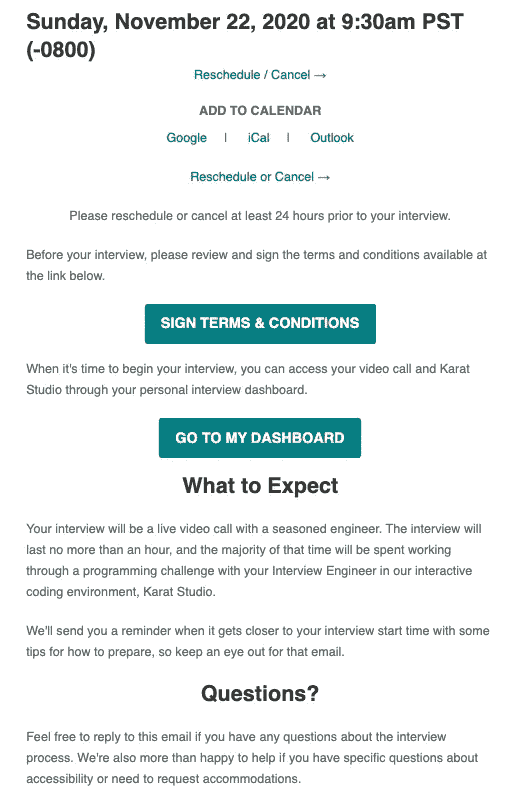 Sunday, November 22, 2020 at 9:30am PST
(-0800)
Reschedule / Cancel →
ADD TO CALENDAR
Google | iCal | Outlook
Reschedule or Cancel →
Please reschedule or cancel at least 24 hours prior to your interview.
Before your interview, please review and sign the terms and conditions available at
the link below.
SIGN TERMS & CONDITIONS
When it's time to begin your interview, you can access your video call and Karat
Studio through your personal interview dashboard.
GO TO MY DASHBOARD
What to Expect
Your interview will be a live video call with a seasoned engineer. The interview will
last no more than an hour, and the majority of that time will be spent working
through a programming challenge with your Interview Engineer in our interactive
coding environment, Karat Studio.
We'll send you a reminder when it gets closer to your interview start time with some
tips for how to prepare, so keep an eye out for that email.
Questions?
Feel free to reply to this email if you have any questions about the interview
process. We're also more than happy to help if you have specific questions about
accessibility or need to request accommodations.